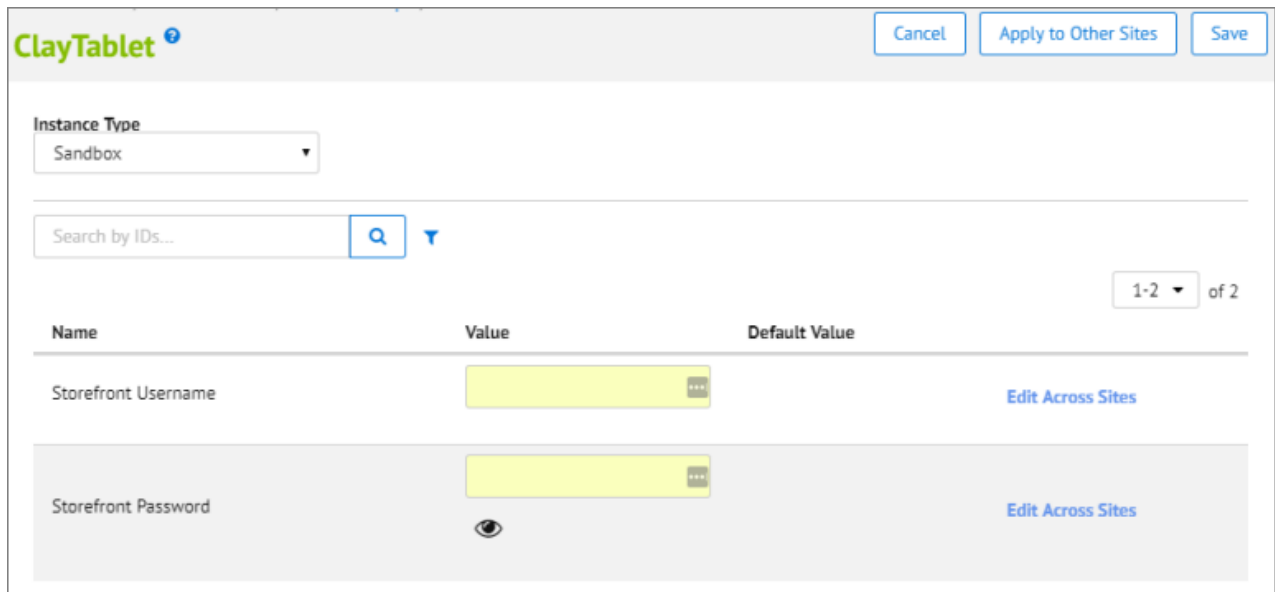 ClayTablet ?
Cancel
Apply to Other Sites
Save
Instance Type
Sandbox
Search by IDs...
1-2 of 2
Name Value Default Value
Storefront Username Edit Across Sites
Storefront Password Edit Across Sites